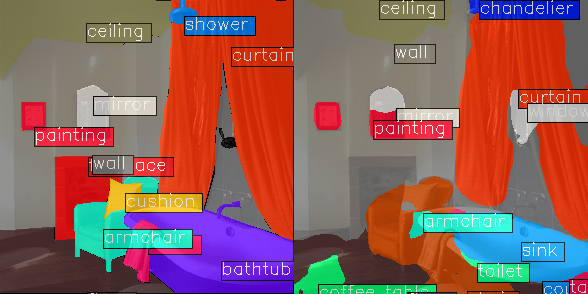 ceiling
shower
curtain
mirror
painting
wall
ace
cushion
armchair
bathtub
ceiling
chandelier
wall
curtain
window
mirror
painting
armchair
sink
toilet
coffee table